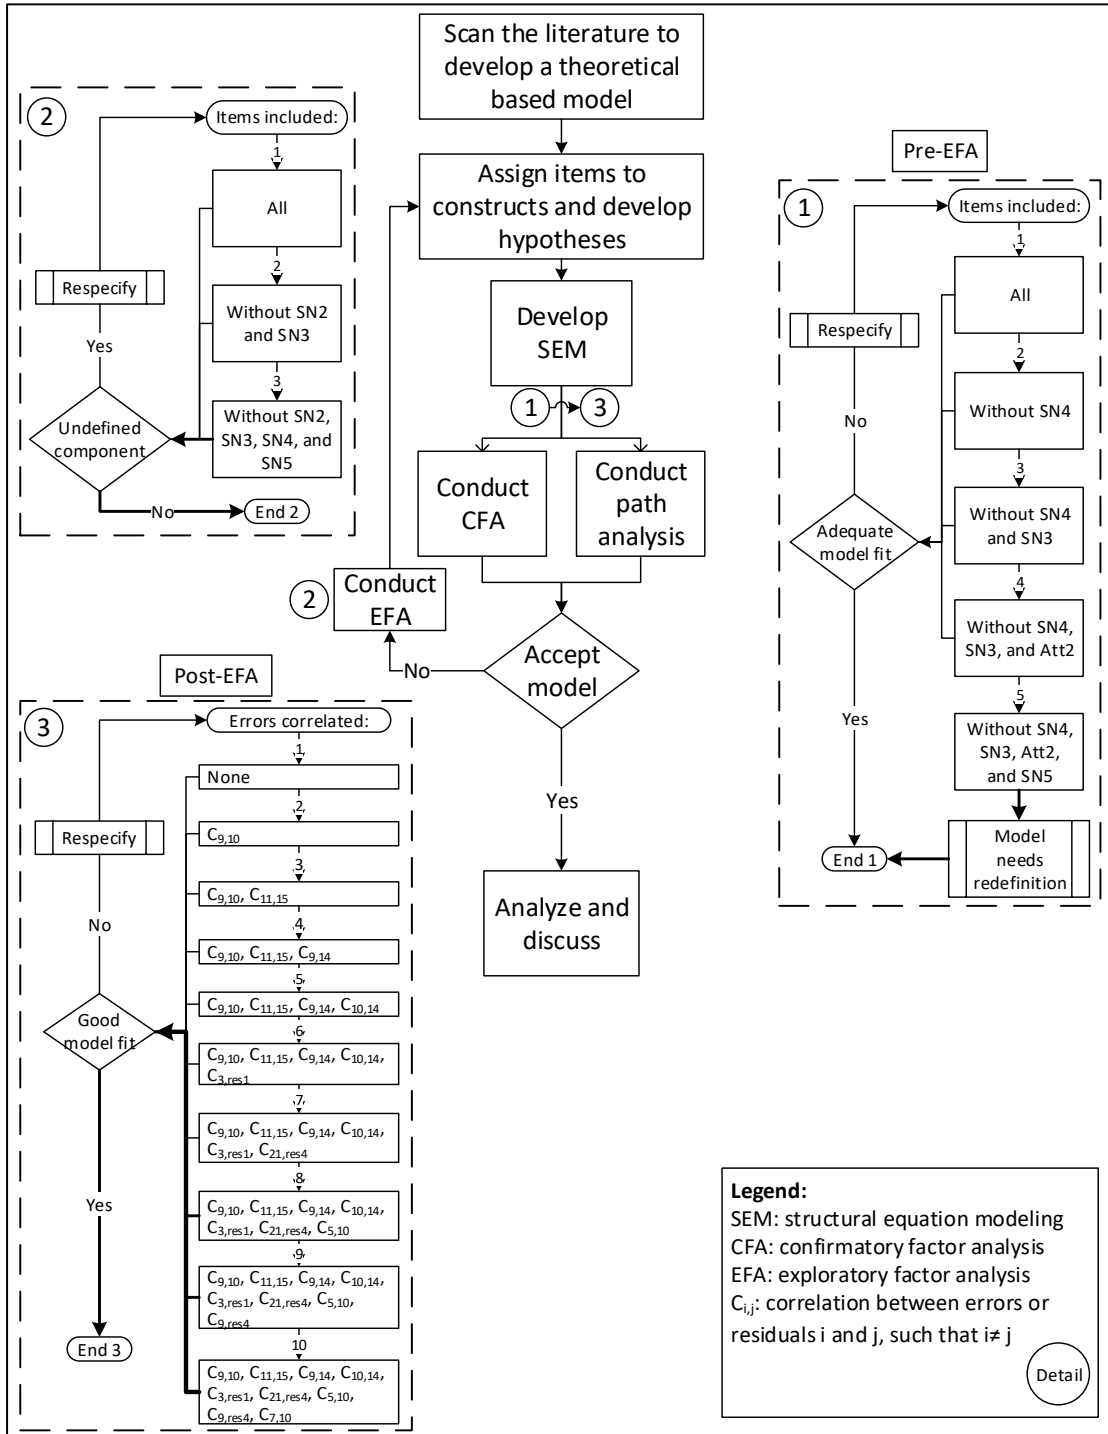 Scan the literature to
develop a theoretical
based model
Assign items to
constructs and develop
hypotheses
Develop
SEM
1
3
Conduct
CFA
Conduct
path
analysis
2
Conduct
EFA
No
Accept
model
Yes
Analyze and
discuss
2
Items included:
1
All
2
Without SN2
and SN3
3
Without SN2,
SN3, SN4, and
SN5
Respecify
Yes
Undefined
component
No
End 2
Pre-EFA
1
Items included:
1
All
2
Without SN4
3
Without SN4
and SN3
4
Without SN4,
SN3, and Att2
5
Without SN4,
SN3, Att2,
and SN5
Model
needs
redefinition
Respecify
No
Adequate
model fit
Yes
End 1
Post-EFA
3
Errors correlated:
1
None
2
C9,10
3
C9,10, C11,15
4
C9,10, C11,15, C9,14
5
C9,10, C11,15, C9,14, C10,14
6
C9,10, C11,15, C9,14, C10,14,
C3,res1
7
C9,10, C11,15, C9,14, C10,14,
C3,res1, C21,res4
8
C9,10, C11,15, C9,14, C10,14,
C3,res1, C21,res4, C5,10
9
C9,10, C11,15, C9,14, C10,14,
C3,res1, C21,res4, C5,10,
C9,res4
10
C9,10, C11,15, C9,14, C10,14,
C3,res1, C21,res4, C5,10,
C9,res4, C7,10
Respecify
No
Good
model fit
Yes
End 3
Legend:
SEM: structural equation modeling
CFA: confirmatory factor analysis
EFA: exploratory factor analysis
Ci,j: correlation between errors or
residuals i and j, such that i≠ j
Detail